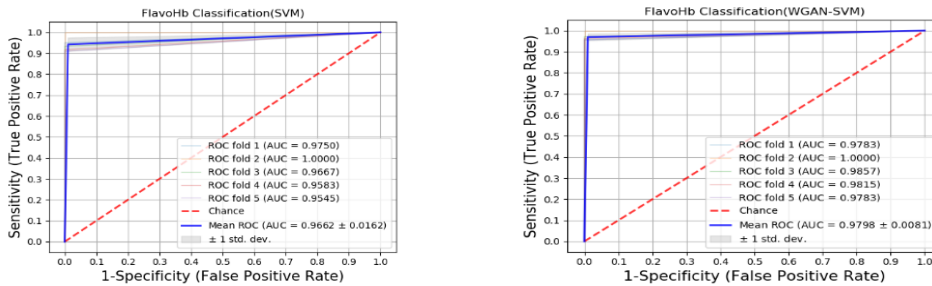 FlavoHb Classification(SVM)
Sensitivity (True Positive Rate)
1.0
0.9
0.8
0.7
0.6
0.5
0.4
0.3
0.2
0.1
0.0
ROC fold 1 (AUC = 0.9750)
ROC fold 2 (AUC = 1.0000)
ROC fold 3 (AUC = 0.9667)
ROC fold 4 (AUC = 0.9583)
ROC fold 5 (AUC = 0.9545)
Chance
Mean ROC (AUC = 0.9662 ± 0.0162)
± 1 std. dev.
0.0 0.1 0.2 0.3 0.4 0.5 0.6 0.7 0.8 0.9 1.0
1-Specificity (False Positive Rate)
FlavoHb Classification(WGAN-SVM)
Sensitivity (True Positive Rate)
1.0
0.9
0.8
0.7
0.6
0.5
0.4
0.3
0.2
0.1
0.0
ROC fold 1 (AUC = 0.9783)
ROC fold 2 (AUC = 1.0000)
ROC fold 3 (AUC = 0.9857)
ROC fold 4 (AUC = 0.9815)
ROC fold 5 (AUC = 0.9783)
Chance
Mean ROC (AUC = 0.9798 ± 0.0081)
± 1 std. dev.
0.0 0.1 0.2 0.3 0.4 0.5 0.6 0.7 0.8 0.9 1.0
1-Specificity (False Positive Rate)